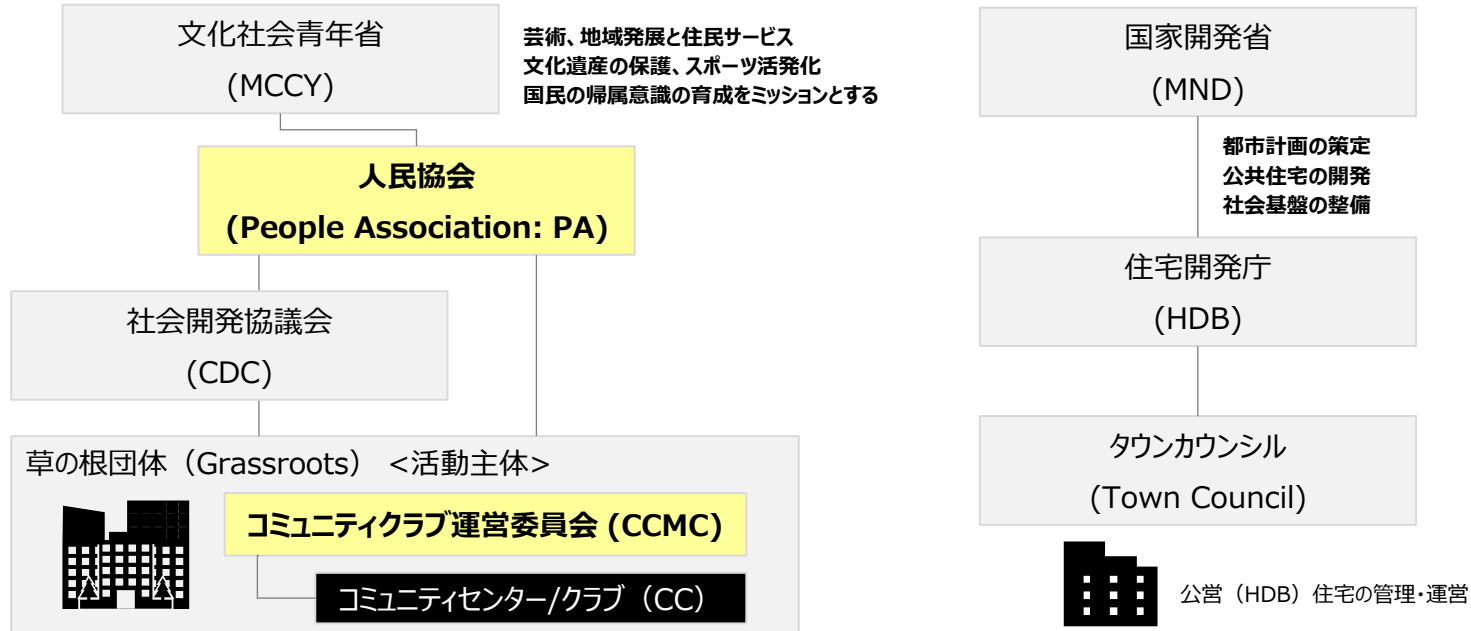 文化社会青年省
(MCCY)
芸術、地域発展と住民サービス
文化遺産の保護、スポーツ活発化
国民の帰属意識の育成をミッションとする
人民協会
(People Association: PA)
社会開発協議会
(CDC)
草の根団体（Grassroots） <活動主体>
コミュニティクラブ運営委員会 (CCMC)
コミュニティセンター/クラブ（CC）
国家開発省
(MND)
都市計画の策定
公共住宅の開発
社会基盤の整備
住宅開発庁
(HDB)
タウンカウンシル
(Town Council)
公営（HDB）住宅の管理・運営